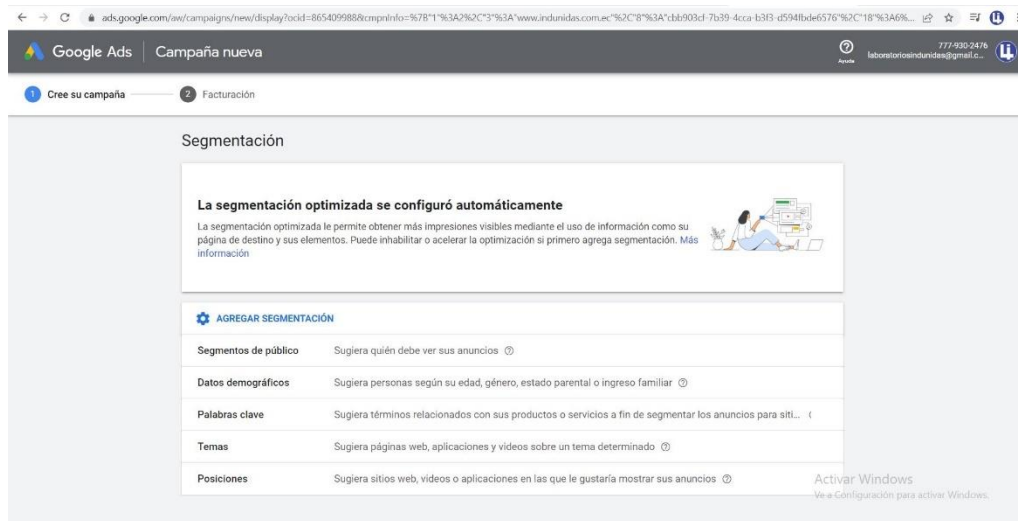 ads.google.com/aw/campaigns/new/display?ocid=865409988&cmpnInfo=%7B"1"%3A2%2C"3"%3A"www.indunidas.com.ec"%2C"8"%3A"cbb903cf-7b39-4cca-b3f3-d594fbde6576"%2C"18"%3A6%...
Google Ads Campaña nueva
Ayuda
777-930-2476
laboratoriosindunidas@gmail.c...
1 Cree su campaña 2 Facturación
Segmentación
La segmentación optimizada se configuró automáticamente
La segmentación optimizada le permite obtener más impresiones visibles mediante el uso de información como su
página de destino y sus elementos. Puede inhabilitar o acelerar la optimización si primero agrega segmentación. Más
información
AGREGAR SEGMENTACIÓN
Segmentos de público Sugiera quién debe ver sus anuncios
Datos demográficos Sugiera personas según su edad, género, estado parental o ingreso familiar
Palabras clave Sugiera términos relacionados con sus productos o servicios a fin de segmentar los anuncios para siti...
Temas Sugiera páginas web, aplicaciones y videos sobre un tema determinado
Posiciones Sugiera sitios web, videos o aplicaciones en las que le gustaría mostrar sus anuncios
Activar Windows
Ve a Configuración para activar Windows.